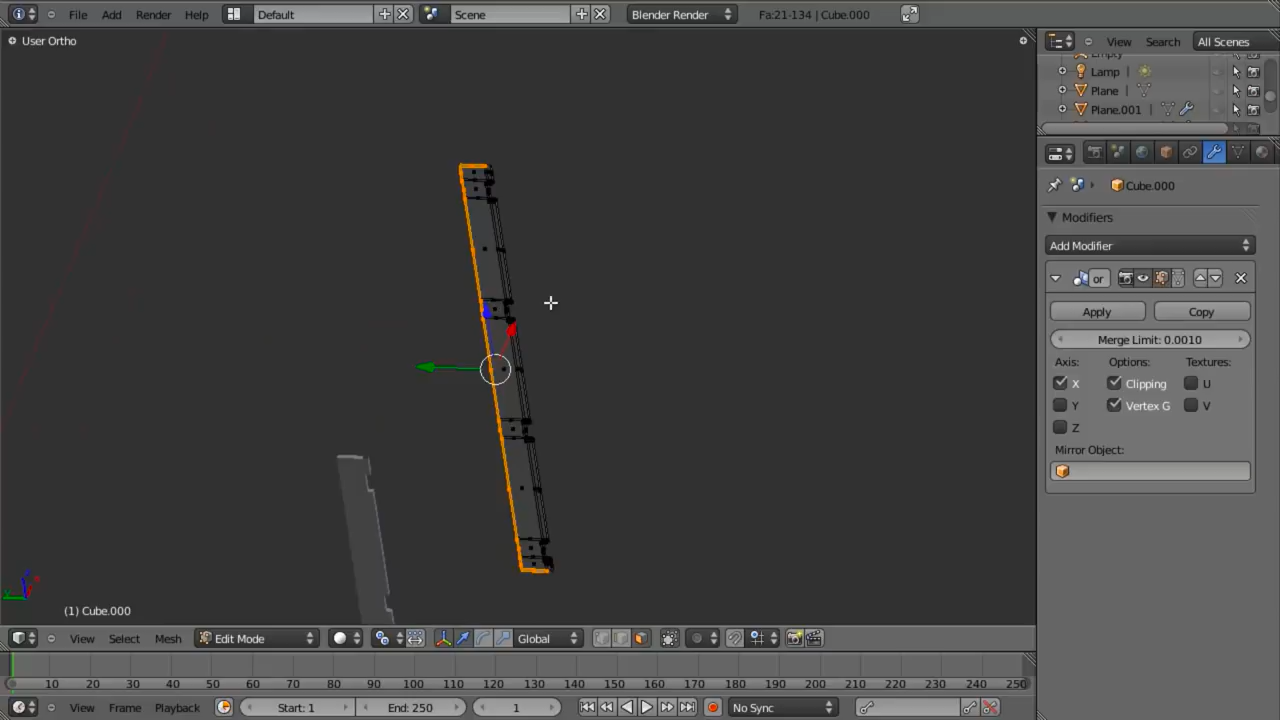 File Add Render Help Default Scene Blender Render Fa:21-134 | Cube.000
User Ortho
View Search All Scenes
Lamp
Plane
Plane.001
Cube.000
Modifiers
Add Modifier
or
Apply Copy
Merge Limit: 0.0010
Axis: Options: Textures:
X Clipping U
Y Vertex G V
Z
Mirror Object:
(1) Cube.000
View Select Mesh Edit Mode Global
10 20 30 40 50 60 70 80 90 100 110 120 130 140 150 160 170 180 190 200 210 220 230 240 250
View Frame Playback Start: 1 End: 250 1 No Sync